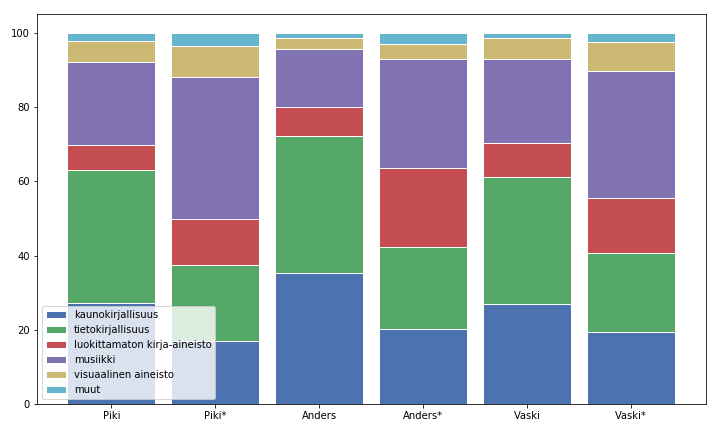 100
80
60
40
20
0
kaunokirjallisuus
tietokirjallisuus
luokittamaton kirja-aineisto
musiikki
visuaalinen aineisto
muut
Piki Piki* Anders Anders* Vaski Vaski*